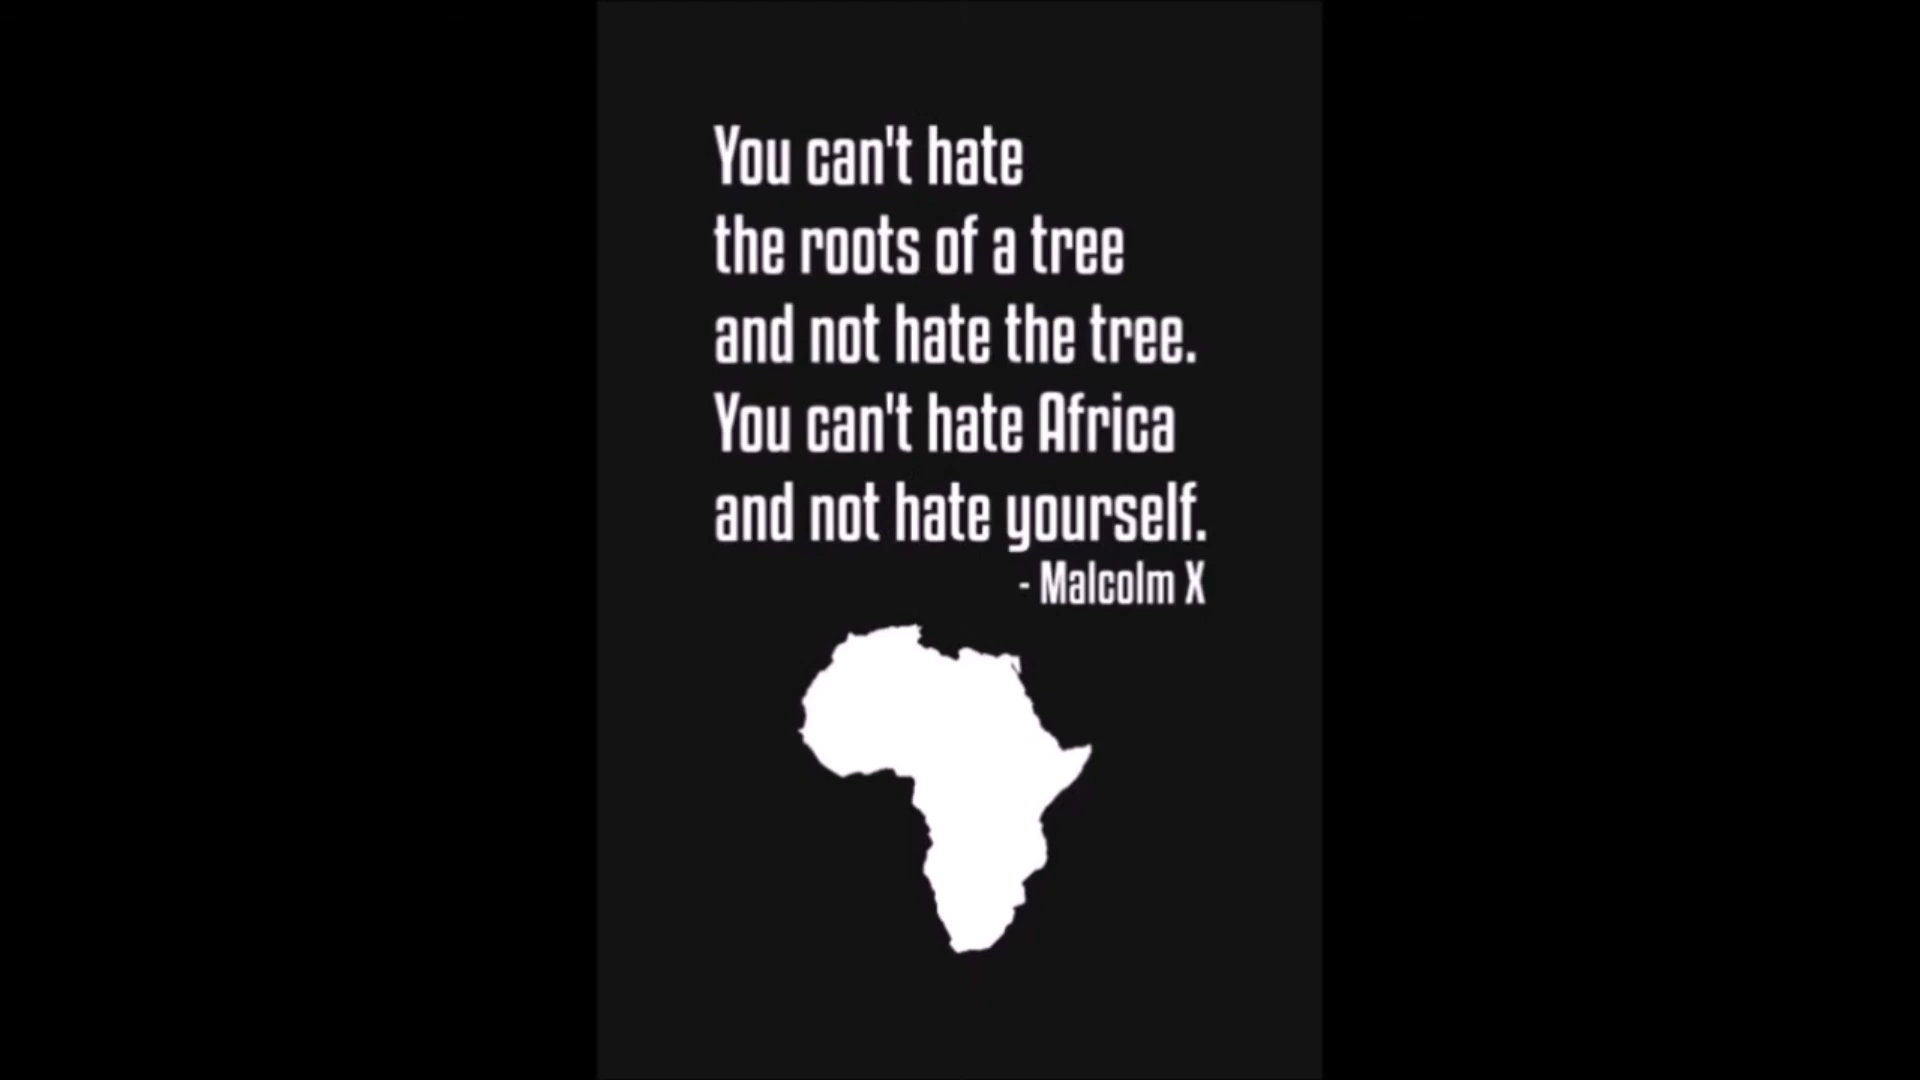 You can't hate
the roots of a tree
and not hate the tree.
You can't hate Africa
and not hate yourself.
- Malcolm X